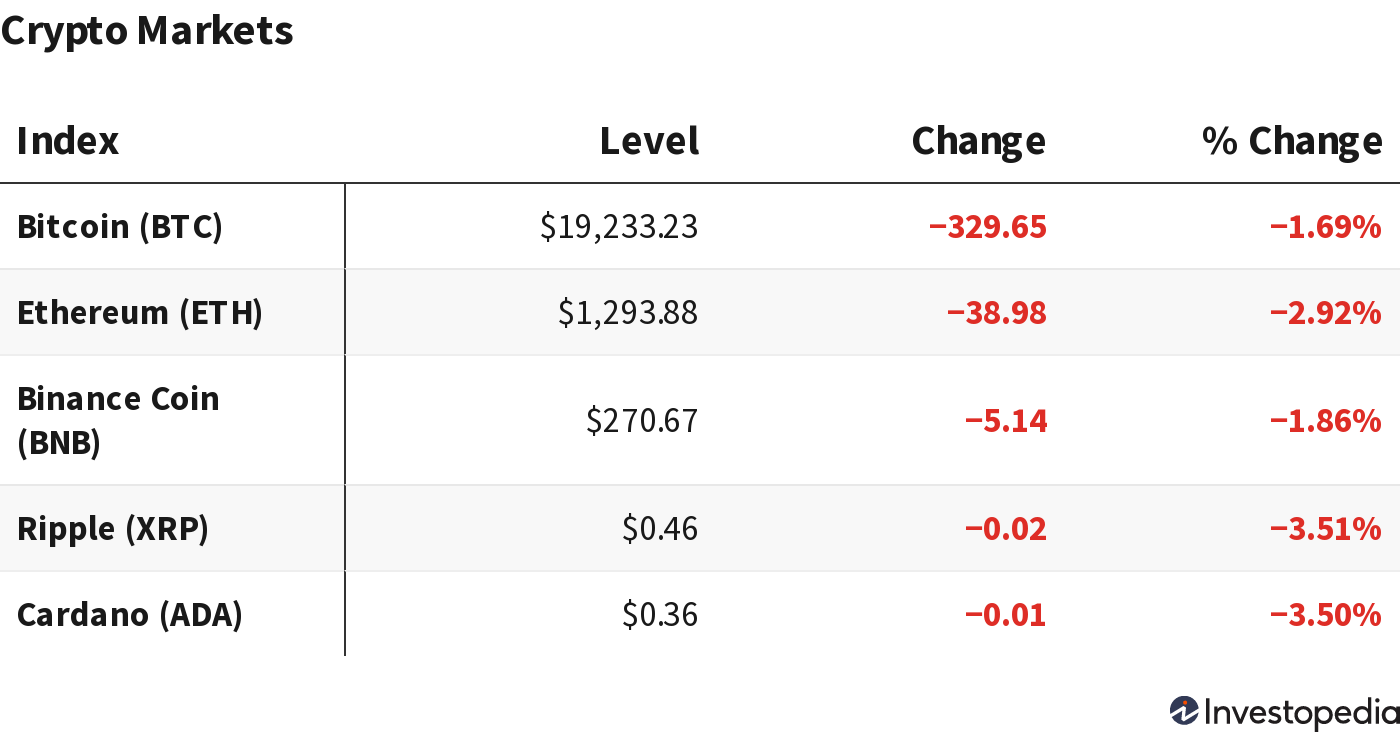 Crypto Markets
Index Level Change % Change
Bitcoin (BTC) $19,233.23 −329.65 −1.69%
Ethereum (ETH) $1,293.88 −38.98 −2.92%
Binance Coin
(BNB) $270.67 −5.14 −1.86%
Ripple (XRP) $0.46 −0.02 −3.51%
Cardano (ADA) $0.36 −0.01 −3.50%
Investopedia